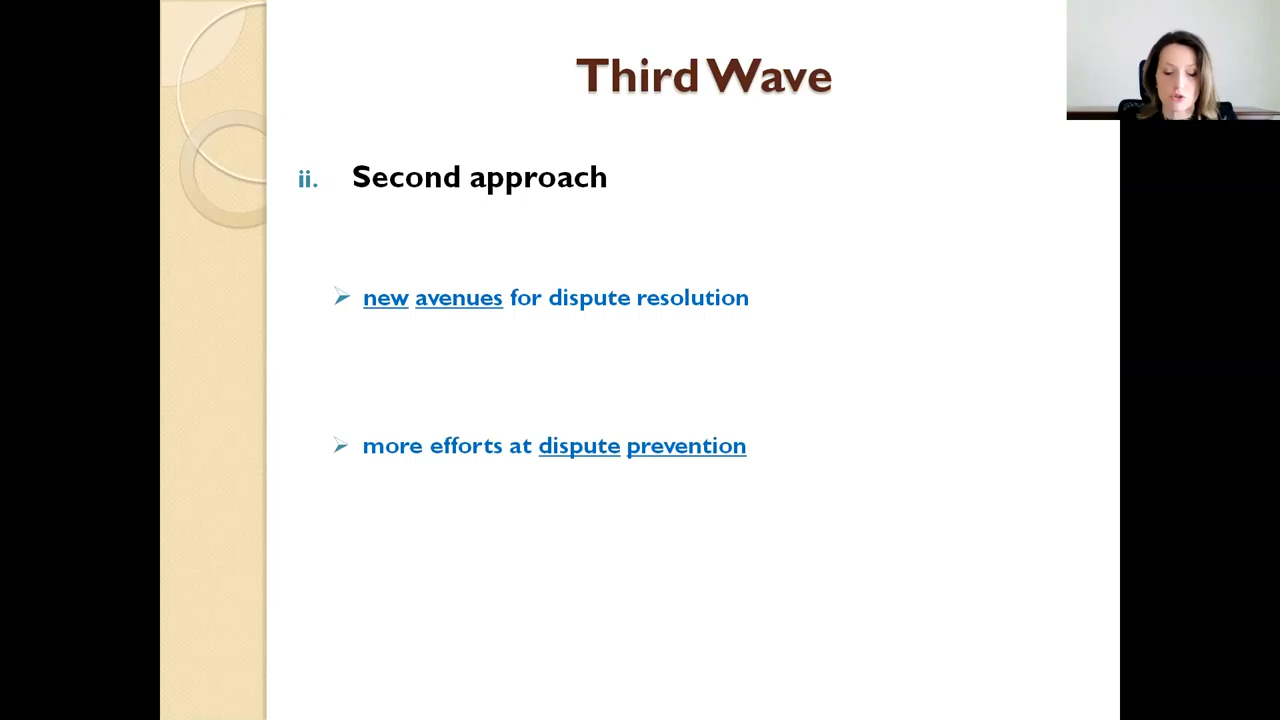 Third Wave
ii. Second approach
new avenues for dispute resolution
more efforts at dispute prevention